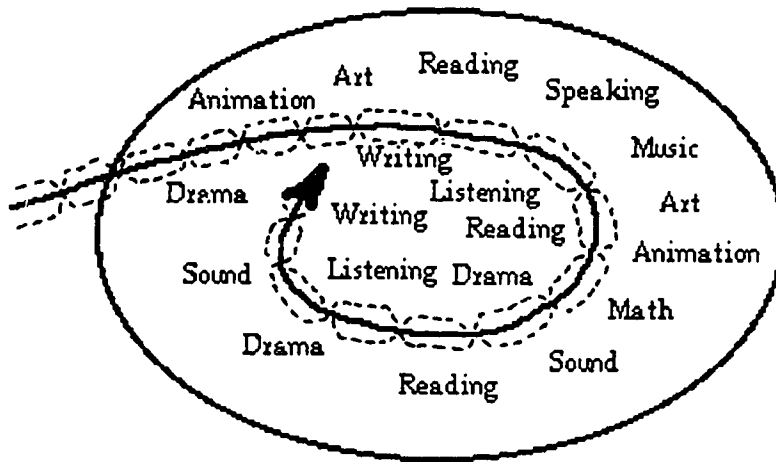 Reading
Art
Speaking
Animation
Music
Writing
Drama
Listening
Art
Writing
Reading
Animation
Sound
Listening
Drama
Math
Drama
Sound
Reading